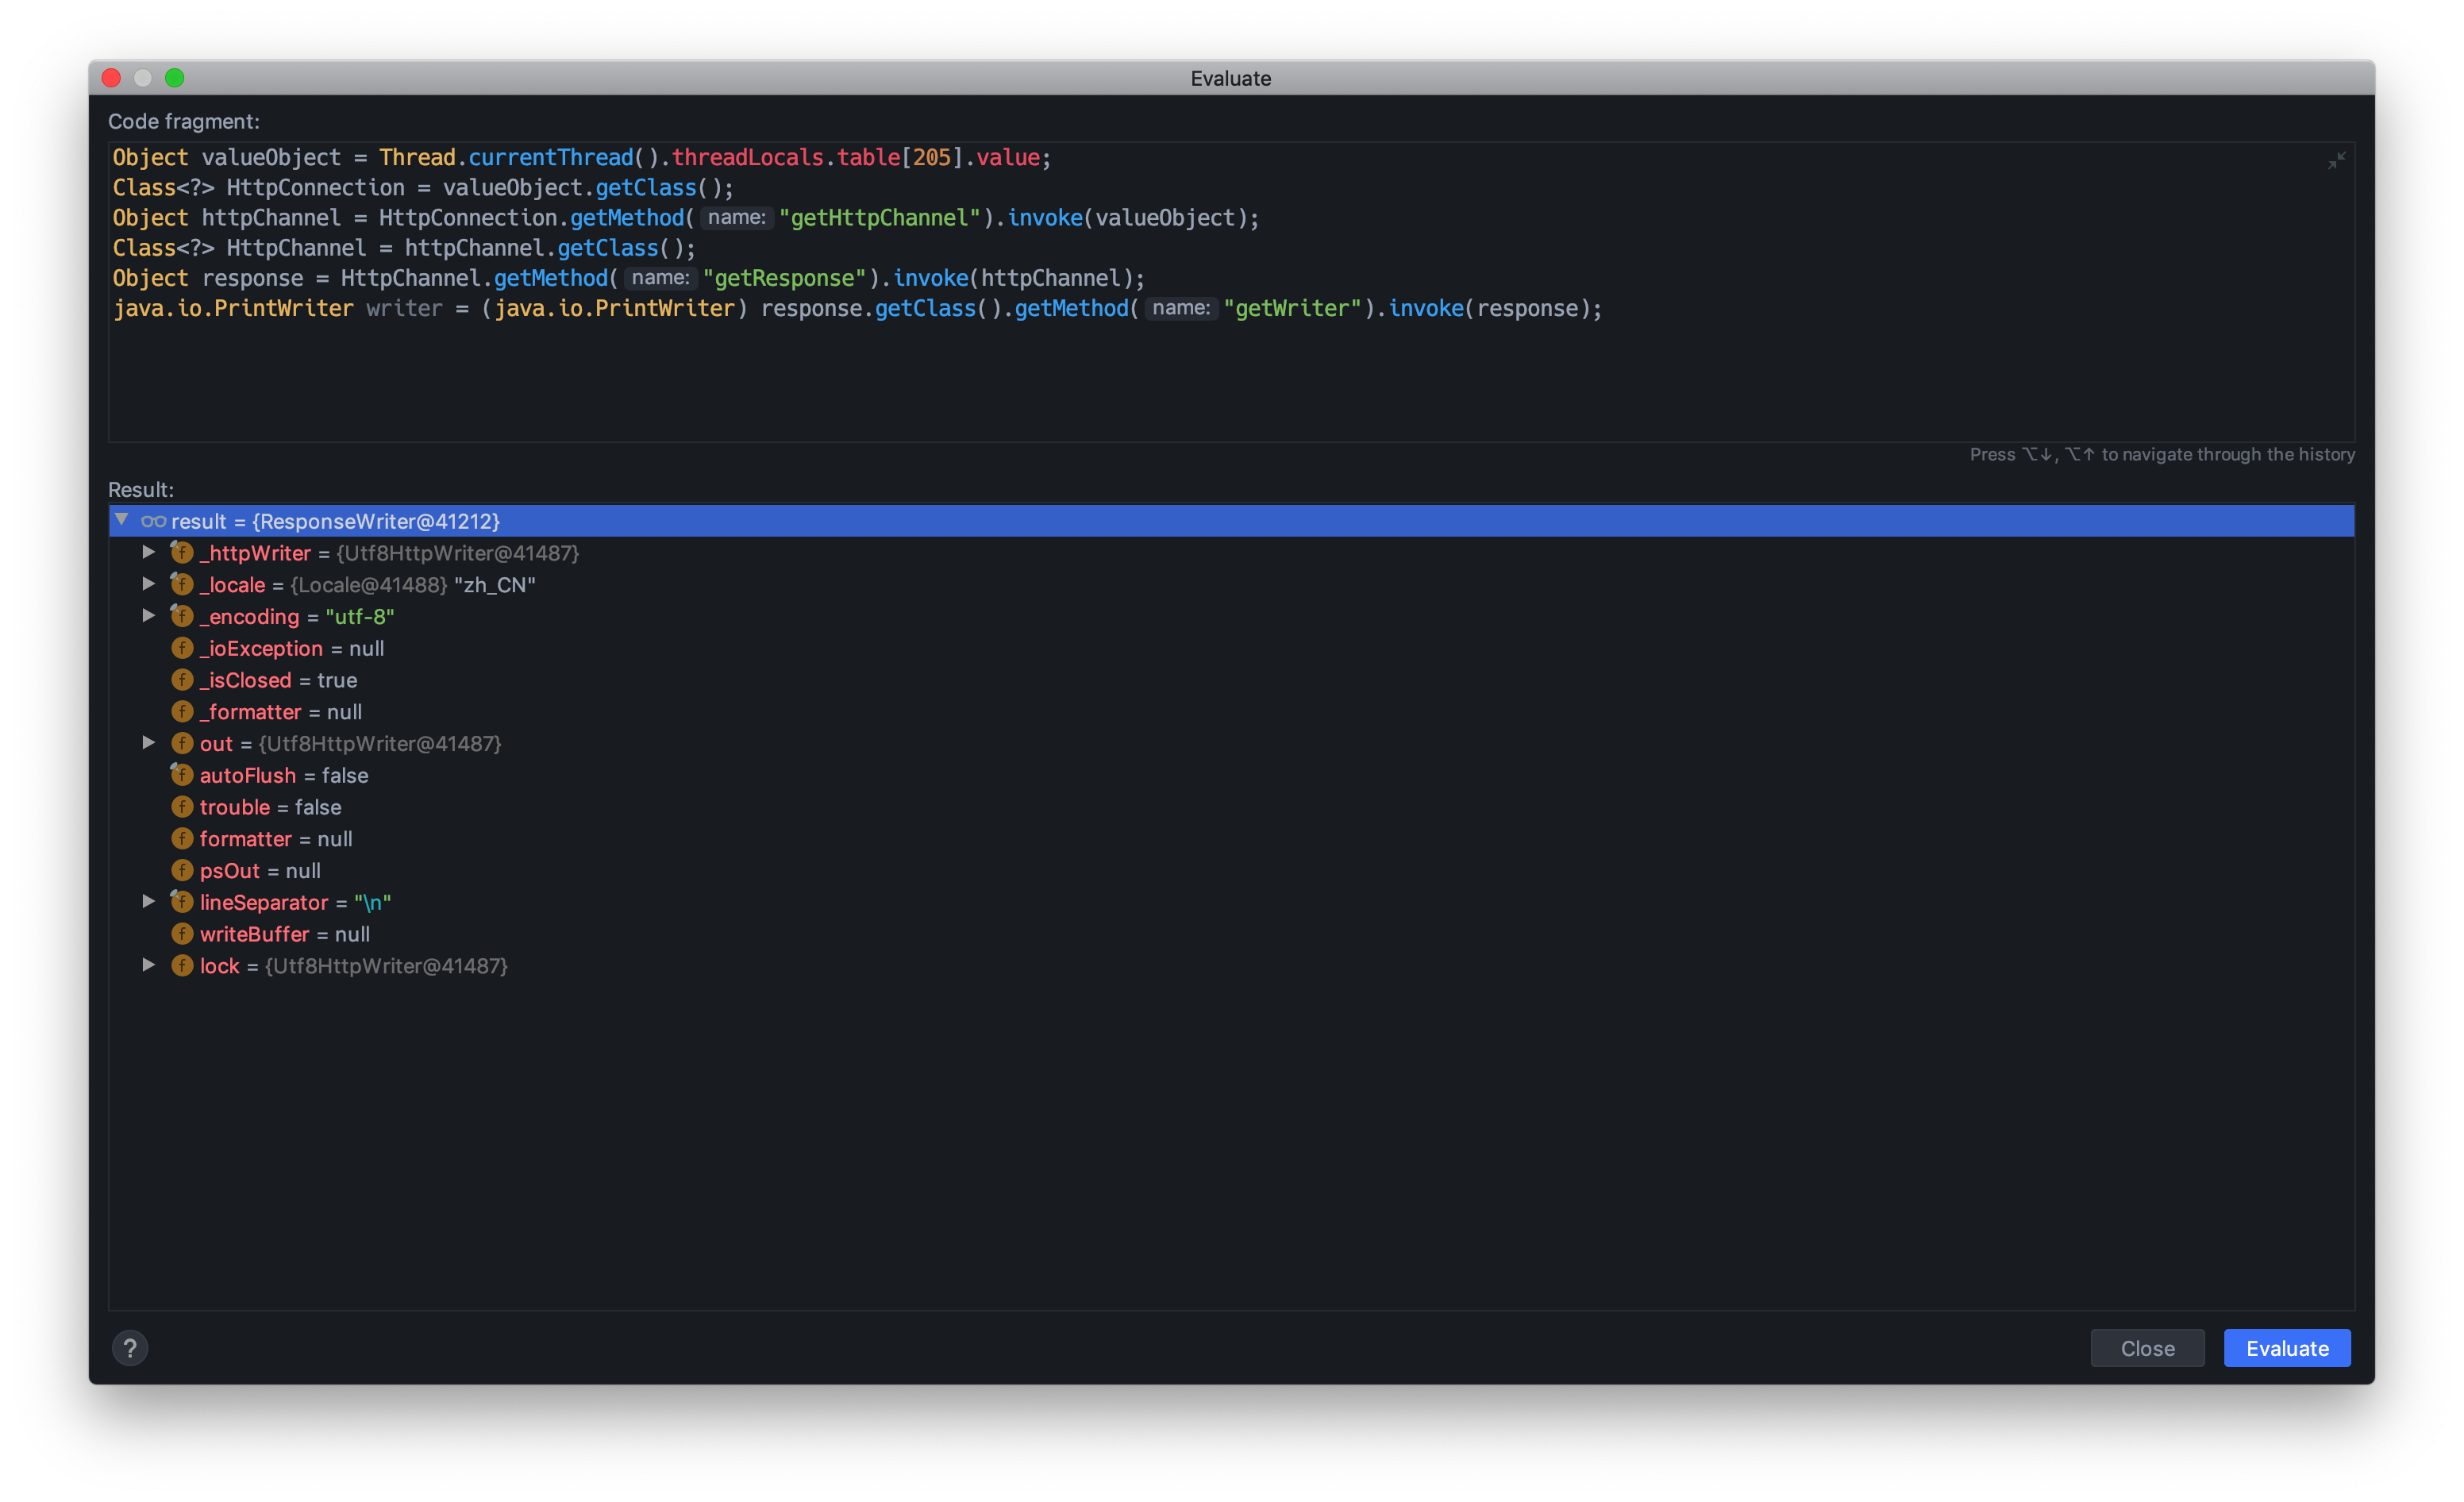 Evaluate
Code fragment:
Object valueObject = Thread.currentThread().threadLocals.table[205].value;
Class<?> HttpConnection = valueObject.getClass();
Object httpChannel = HttpConnection.getMethod( name: "getHttpChannel").invoke(valueObject);
Class<?> HttpChannel = httpChannel.getClass();
Object response = HttpChannel.getMethod( name: "getResponse").invoke(httpChannel);
java.io.PrintWriter writer = (java.io.PrintWriter) response.getClass().getMethod( name: "getWriter").invoke(response);
Press ⌥↓, ⌥↑ to navigate through the history
Result:
result = {ResponseWriter@41212}
f _httpWriter = {Utf8HttpWriter@41487}
f _locale = {Locale@41488} "zh_CN"
f _encoding = "utf-8"
f _ioException = null
f _isClosed = true
f _formatter = null
f out = {Utf8HttpWriter@41487}
f autoFlush = false
f trouble = false
f formatter = null
f psOut = null
f lineSeparator = "\n"
f writeBuffer = null
f lock = {Utf8HttpWriter@41487}
? Close Evaluate